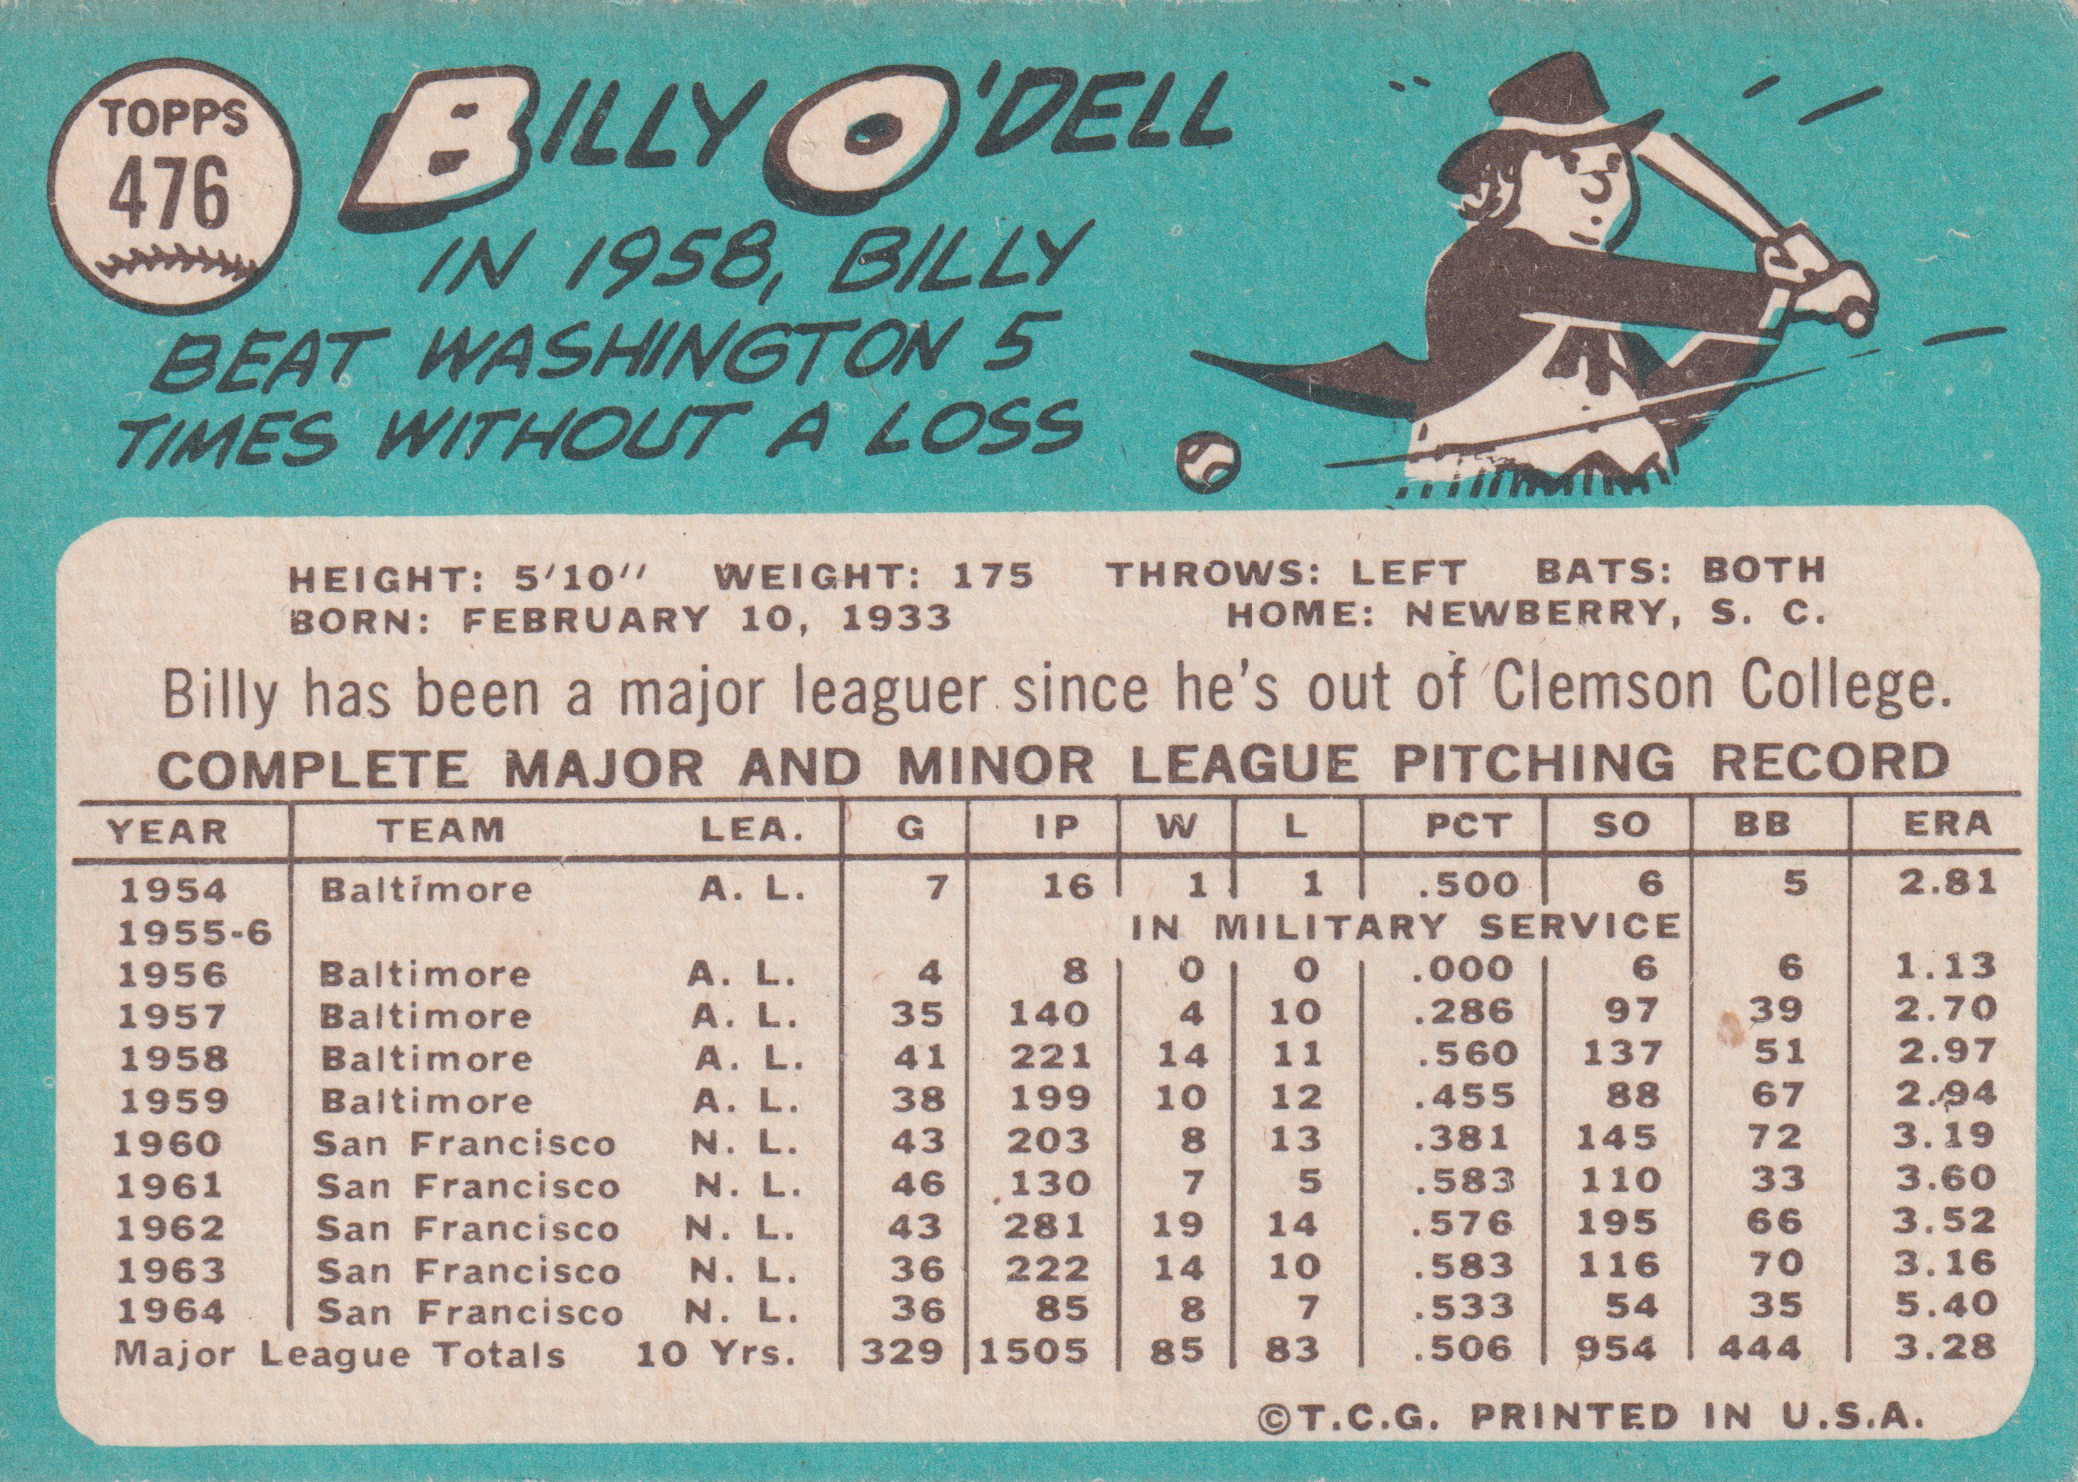 TOPPS
476
BILLY O'DELL
IN 1958, BILLY
BEAT WASHINGTON 5
TIMES WITHOUT A LOSS
HEIGHT: 5'10" WEIGHT: 175 THROWS: LEFT BATS: BOTH
BORN: FEBRUARY 10, 1933 HOME: NEWBERRY, S. C.
Billy has been a major leaguer since he's out of Clemson College.
COMPLETE MAJOR AND MINOR LEAGUE PITCHING RECORD
YEAR TEAM LEA. G IP W L PCT SO BB ERA
1954 Baltimore A. L. 7 16 1 1 .500 6 5 2.81
1955-6 IN MILITARY SERVICE
1956 Baltimore A. L. 4 8 0 0 .000 6 6 1.13
1957 Baltimore A. L. 35 140 4 10 .286 97 39 2.70
1958 Baltimore A. L. 41 221 14 11 .560 137 51 2.97
1959 Baltimore A. L. 38 199 10 12 .455 88 67 2.94
1960 San Francisco N. L. 43 203 8 13 .381 145 72 3.19
1961 San Francisco N. L. 46 130 7 5 .583 110 33 3.60
1962 San Francisco N. L. 43 281 19 14 .576 195 66 3.52
1963 San Francisco N. L. 36 222 14 10 .583 116 70 3.16
1964 San Francisco N. L. 36 85 8 7 .533 54 35 5.40
Major League Totals 10 Yrs. 329 1505 85 83 .506 954 444 3.28
©T.C.G. PRINTED IN U.S.A.